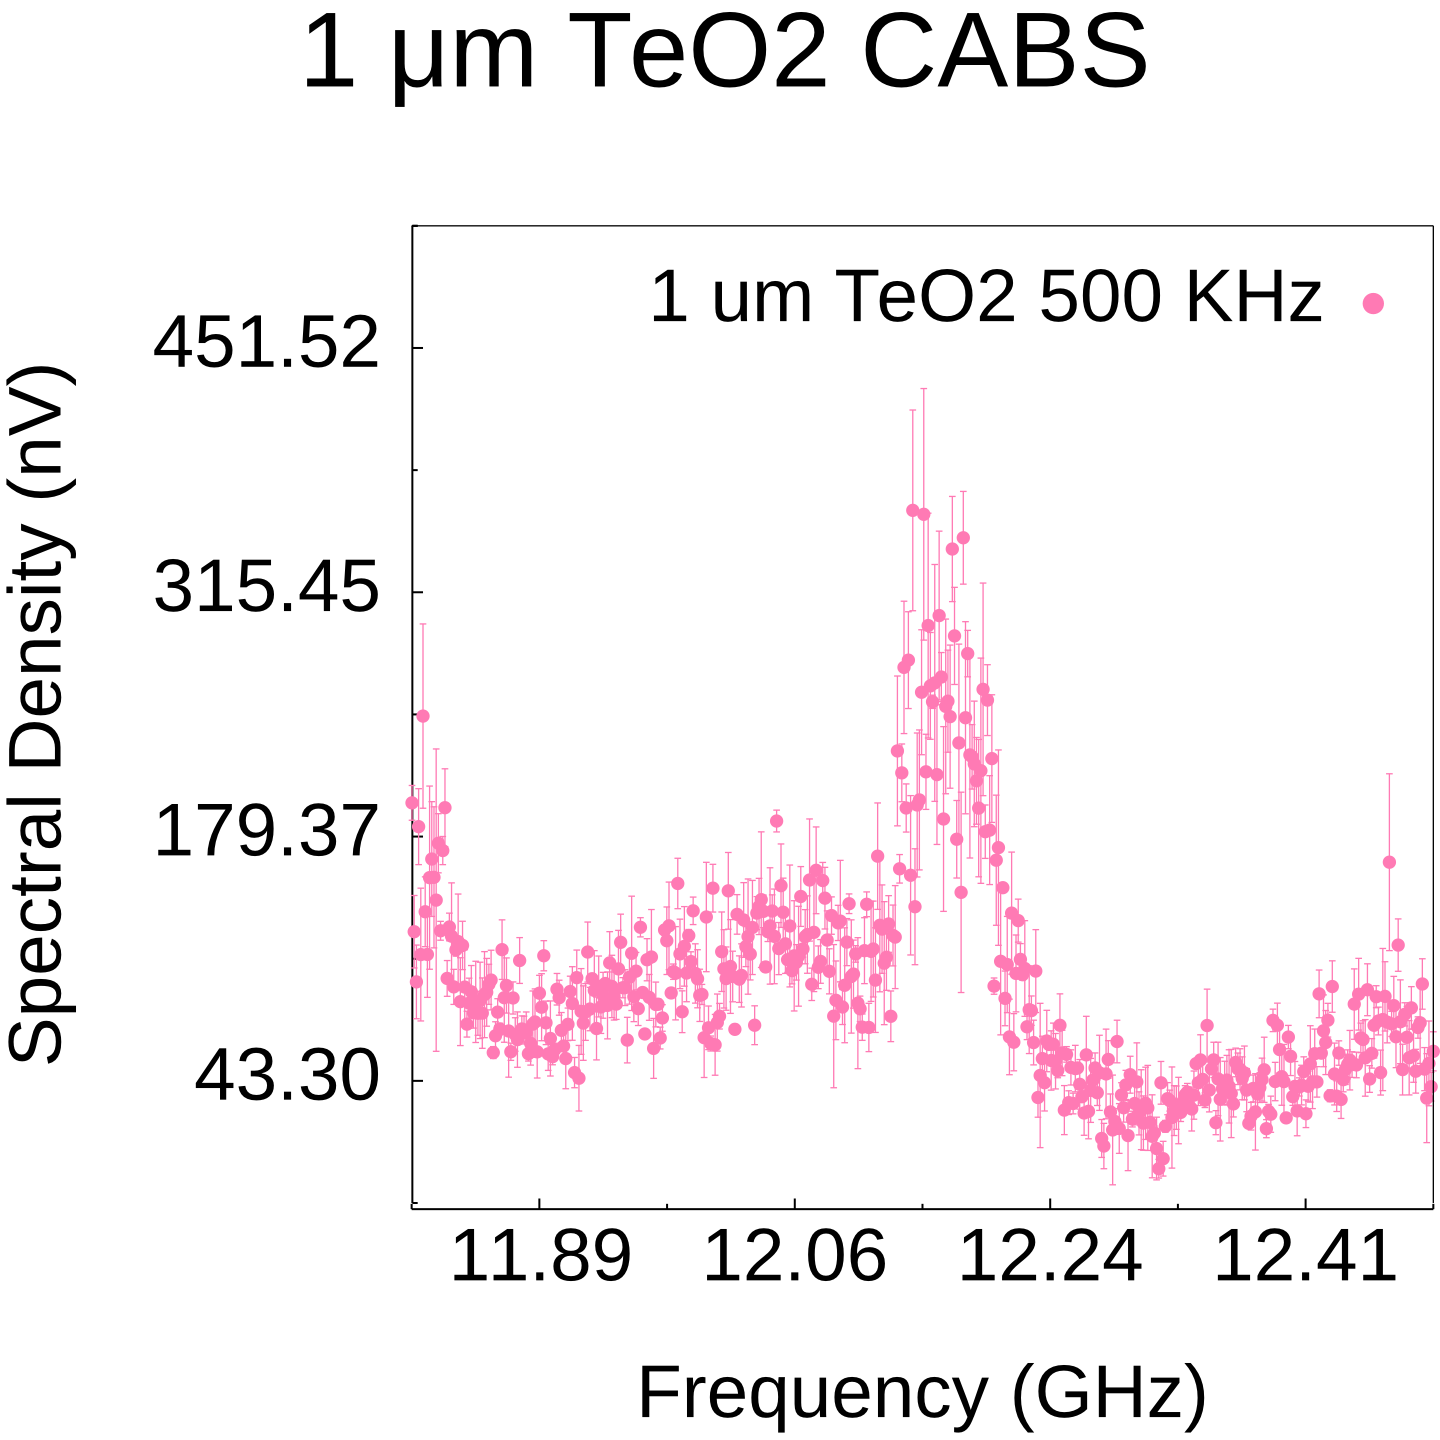 1 μm TeO2 CABS
1 um TeO2 500 KHz
451.52
315.45
179.37
43.30
Spectral Density (nV)
11.89 12.06 12.24 12.41
Frequency (GHz)